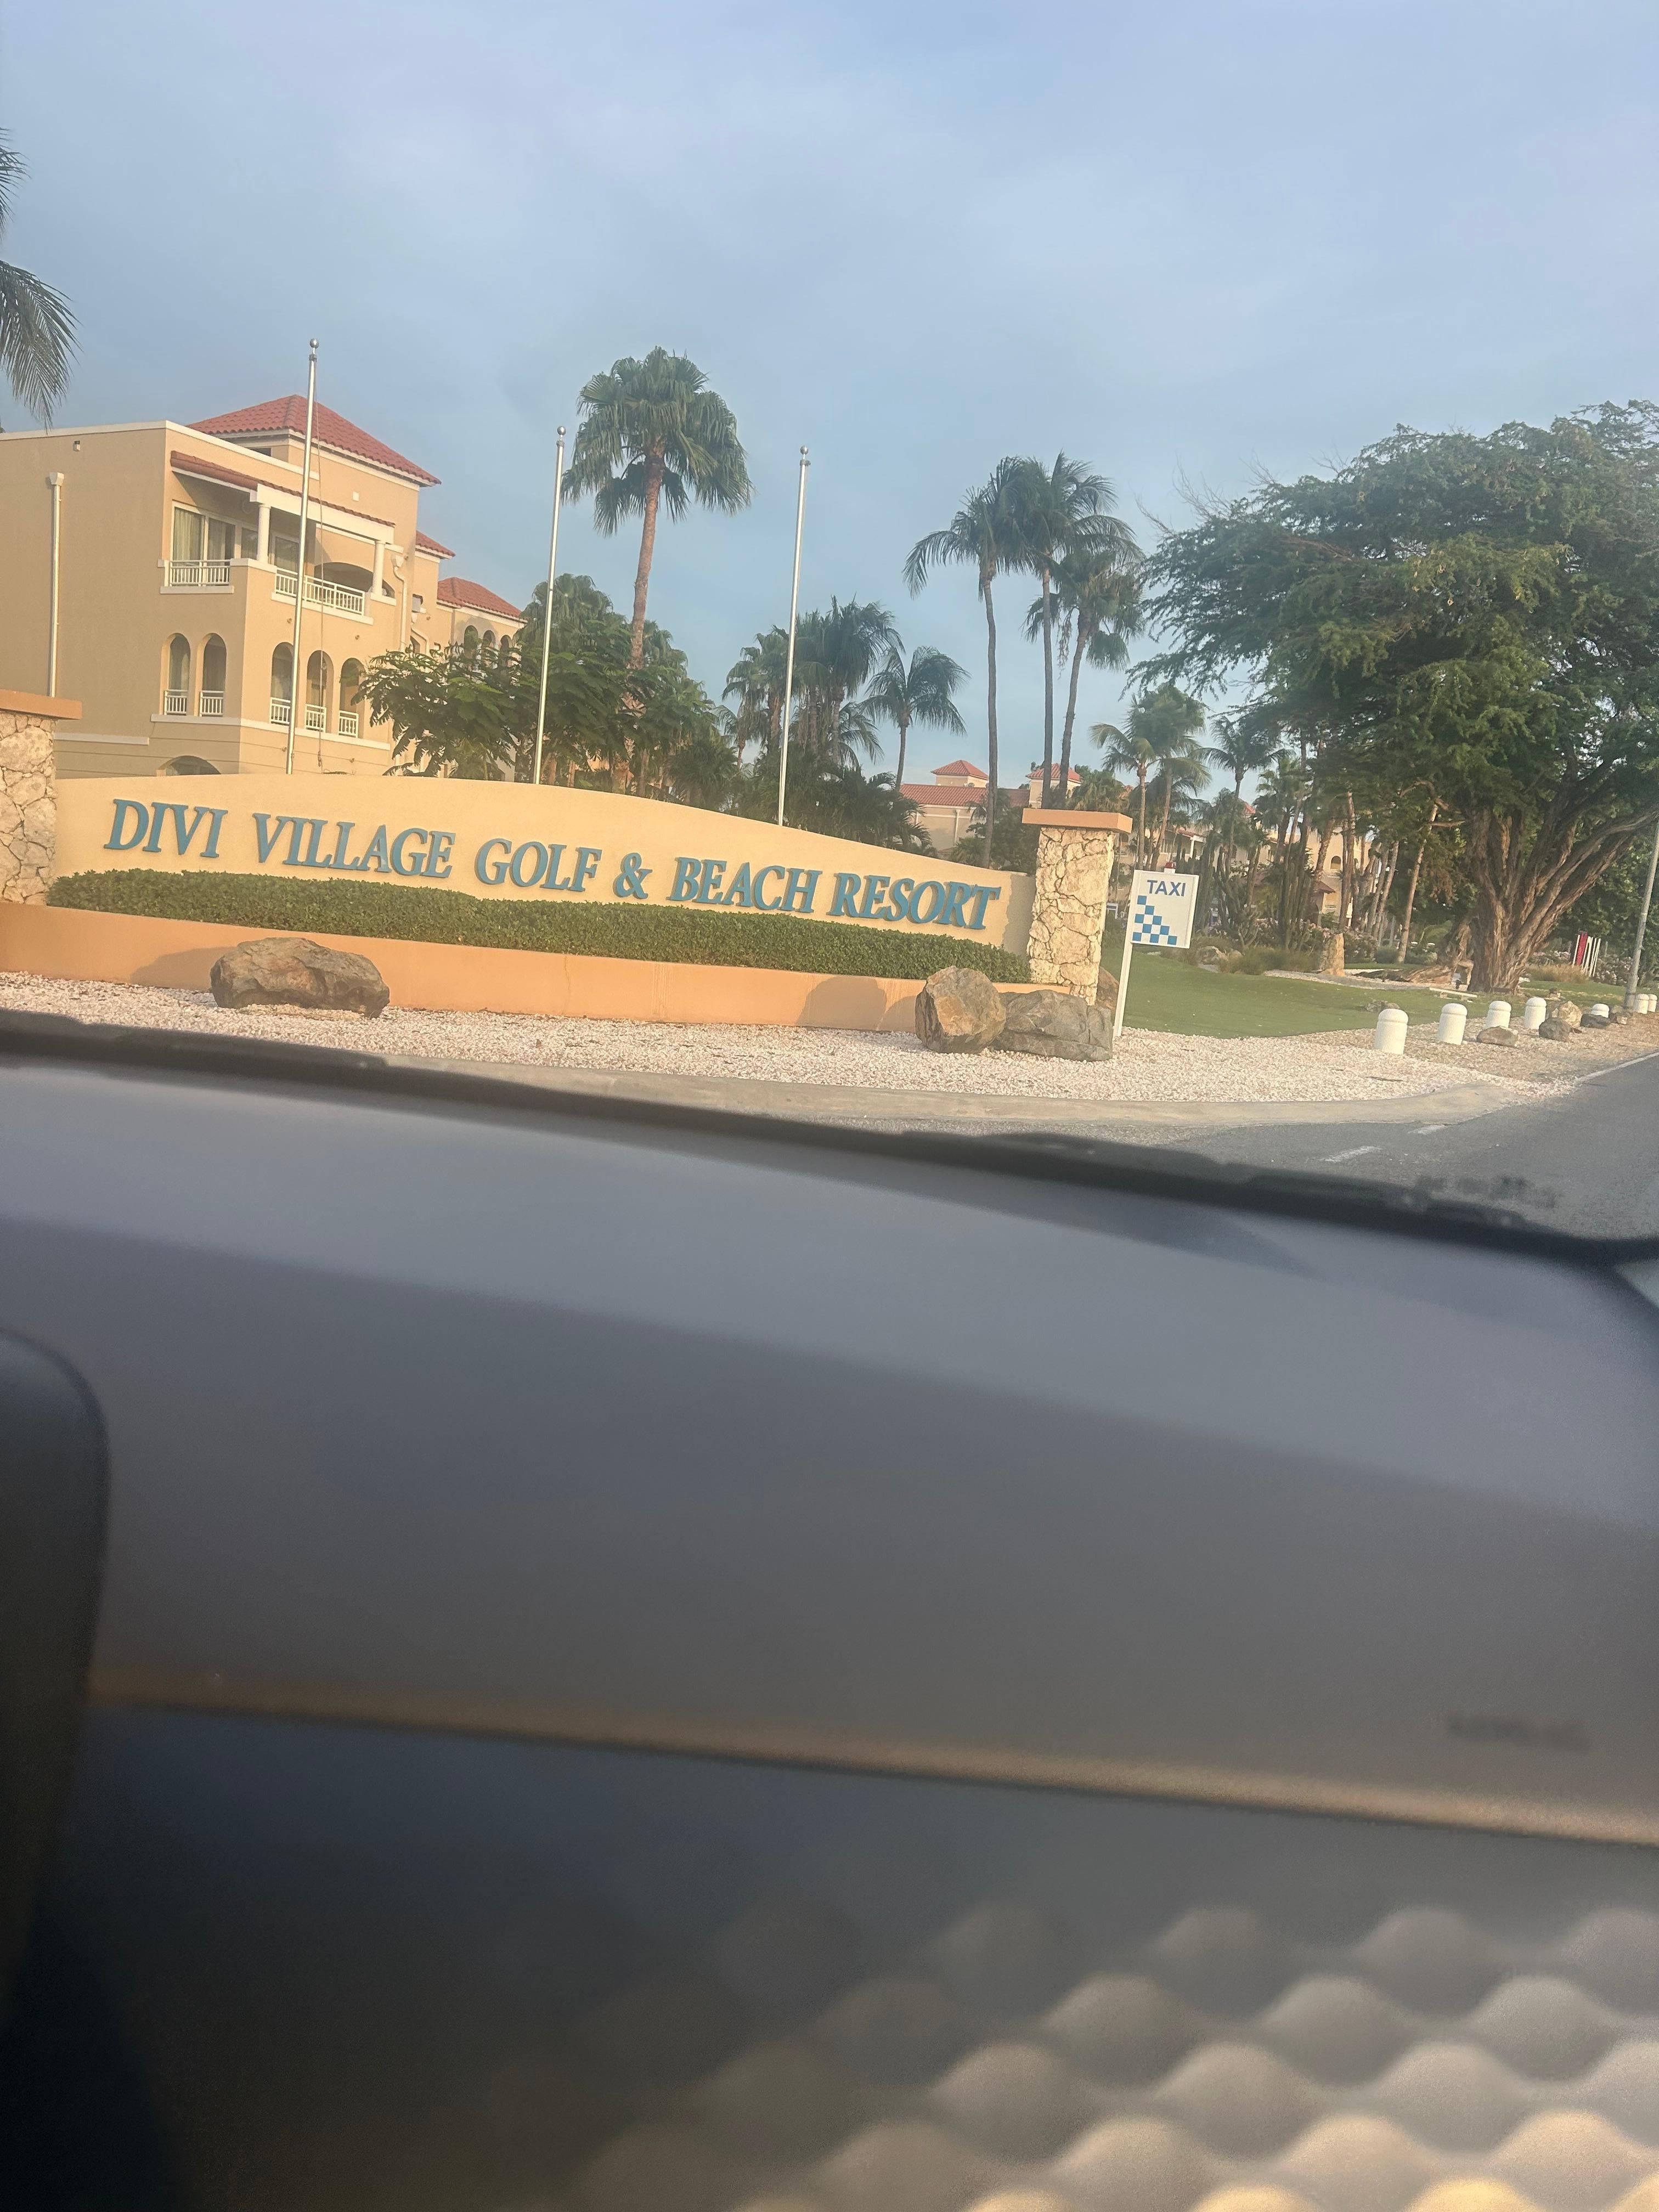 DIVI VILLAGE GOLF & BEACH RESORT
TAXI